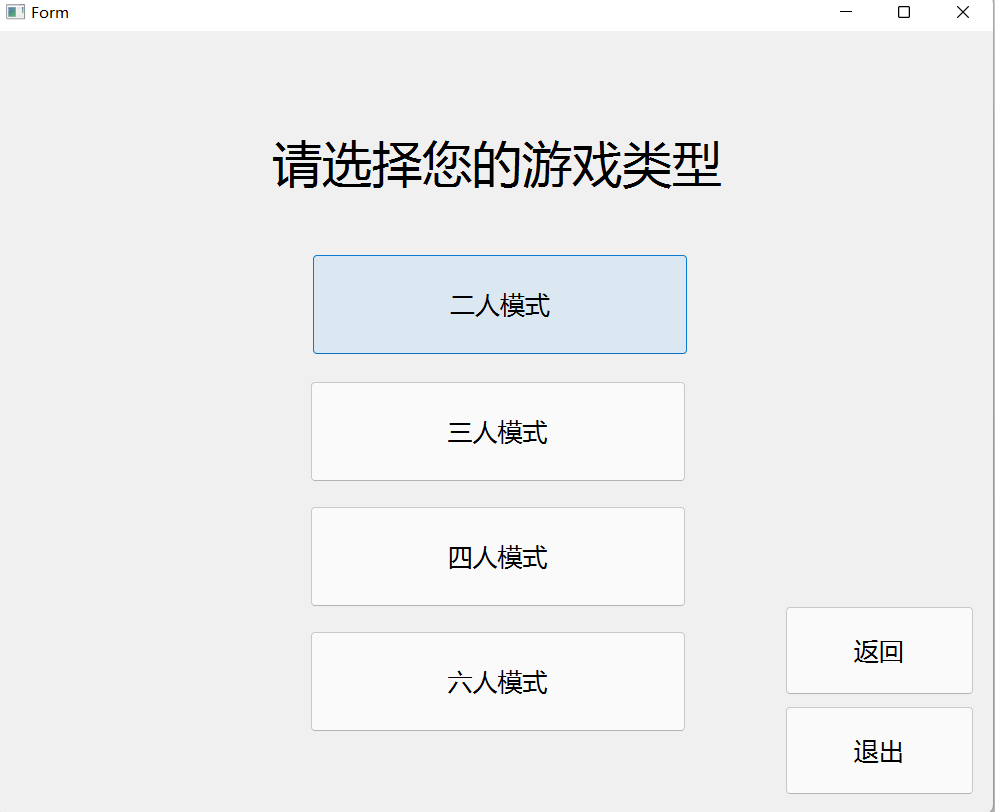 Form
请选择您的游戏类型
二人模式
三人模式
四人模式
六人模式
返回
退出